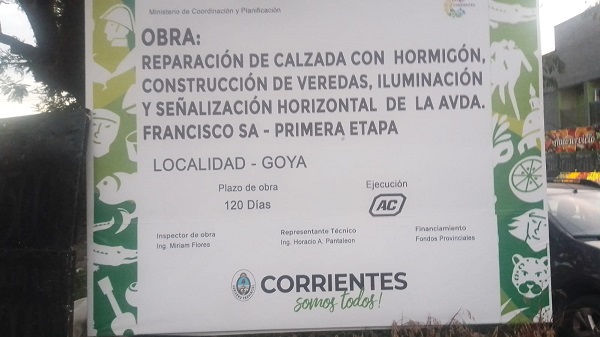 Ministerio de Coordinación y Planificación
OBRA:
REPARACIÓN DE CALZADA CON HORMIGÓN,
CONSTRUCCIÓN DE VEREDAS, ILUMINACIÓN
Y SEÑALIZACIÓN HORIZONTAL DE LA AVDA.
FRANCISCO SA - PRIMERA ETAPA
LOCALIDAD - GOYA
Plazo de obra
120 Días
Ejecución
AC
Inspector de obra
Ing. Miriam Flores
Representante Técnico
Ing. Horacio A. Pantaleon
Financiamiento
Fondos Provinciales
CORRIENTES
somos todos!